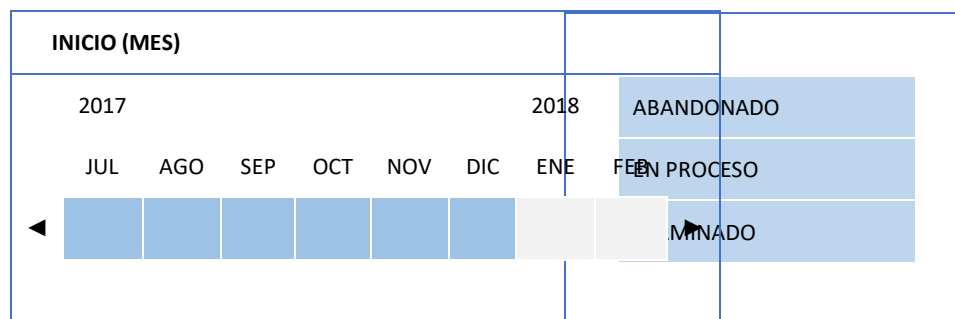 INICIO (MES)
2017 2018 ABANDONADO
JUL AGO SEP OCT NOV DIC ENE FEB EN PROCESO
MINADO